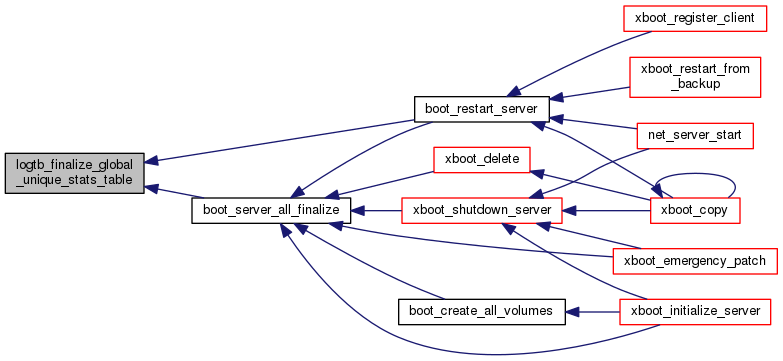 xboot_register_client
xboot_restart_from
_backup
boot_restart_server
net_server_start
logtb_finalize_global
_unique_stats_table
xboot_delete
boot_server_all_finalize
xboot_shutdown_server
xboot_copy
xboot_emergency_patch
boot_create_all_volumes
xboot_initialize_server